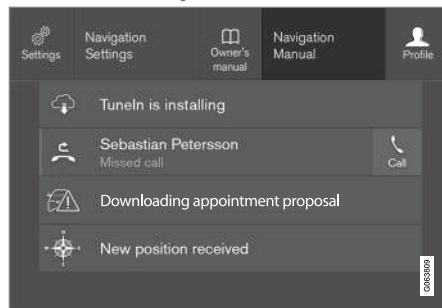 Settings
Navigation
Settings
Owner's
manual
Navigation
Manual
Profile
TuneIn is installing
Sebastian Petersson
Missed call
Call
Downloading appointment proposal
New position received
G063809